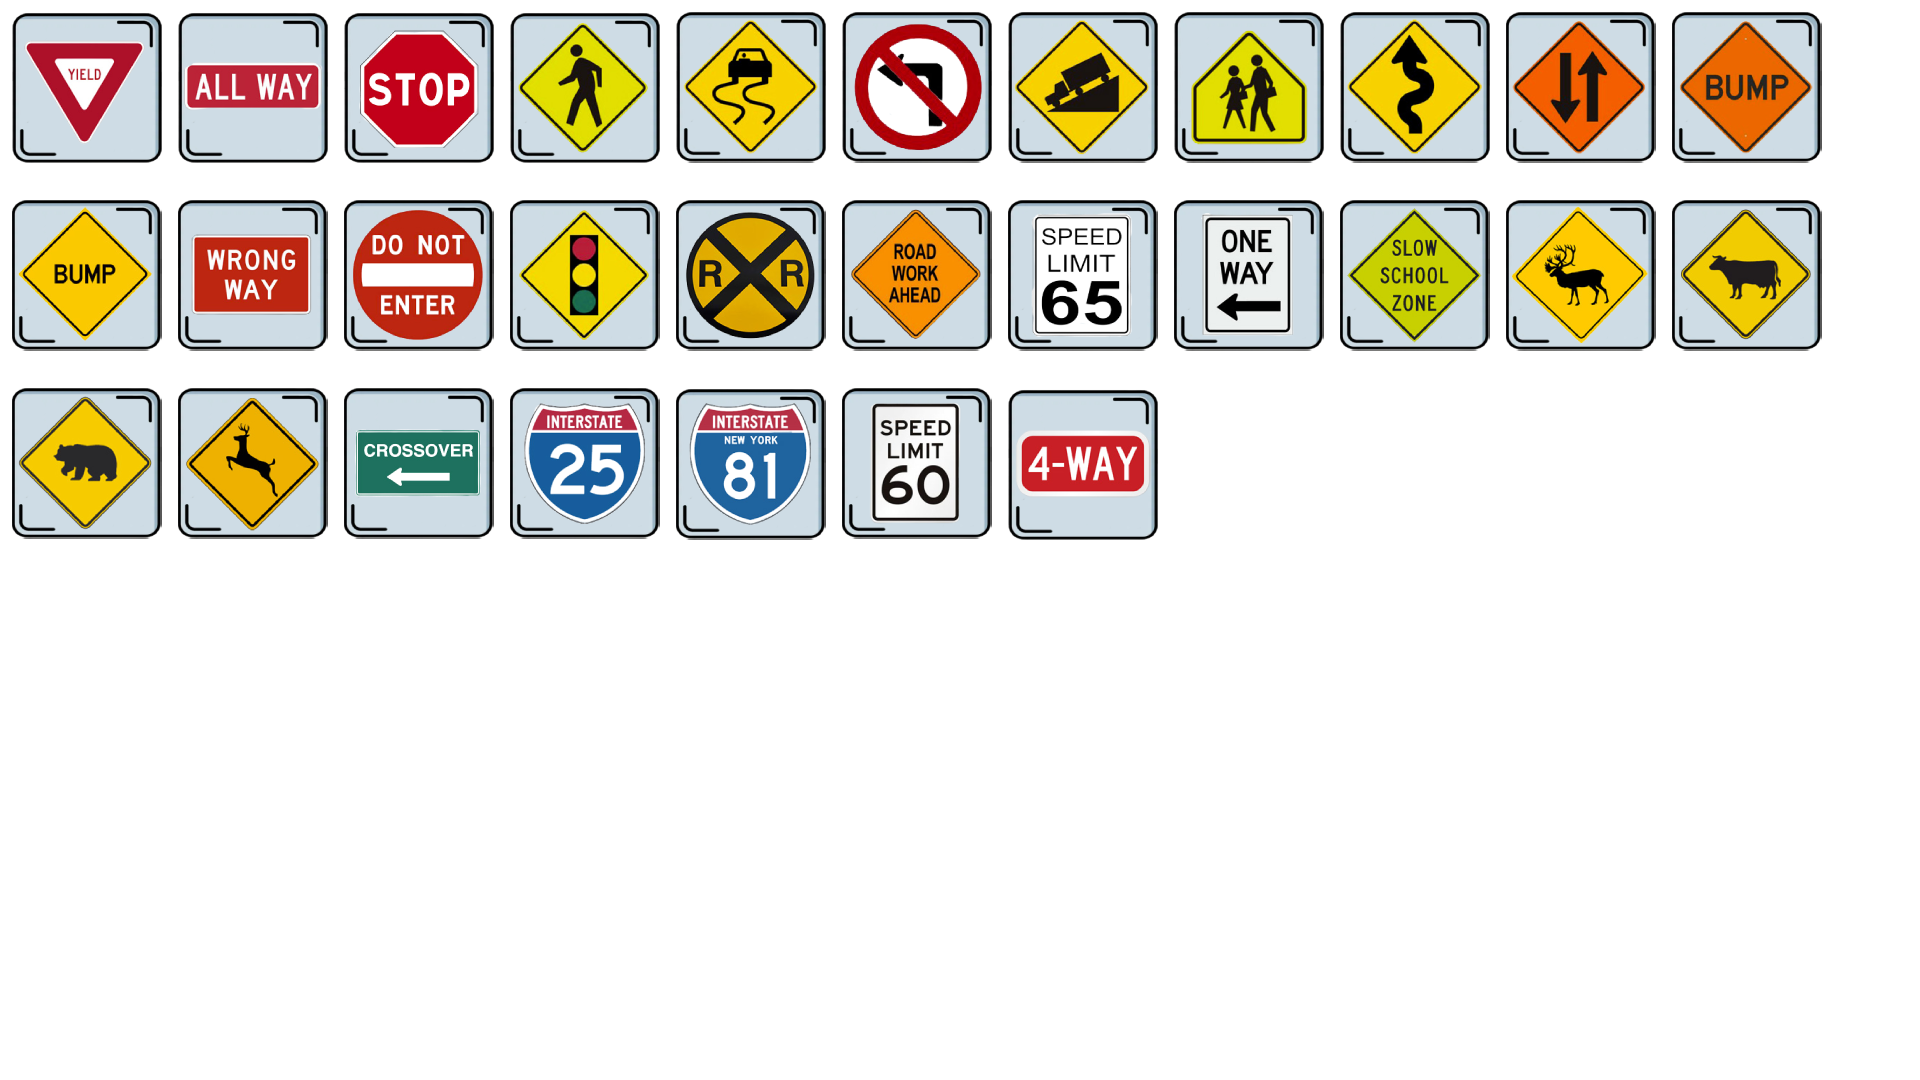 YIELD
ALL WAY
STOP
BUMP
BUMP
WRONG
WAY
DO NOT
ENTER
R R
ROAD
WORK
AHEAD
SPEED
LIMIT
65
ONE
WAY
SLOW
SCHOOL
ZONE
CROSSOVER
INTERSTATE
25
INTERSTATE
NEW YORK
81
SPEED
LIMIT
60
4-WAY